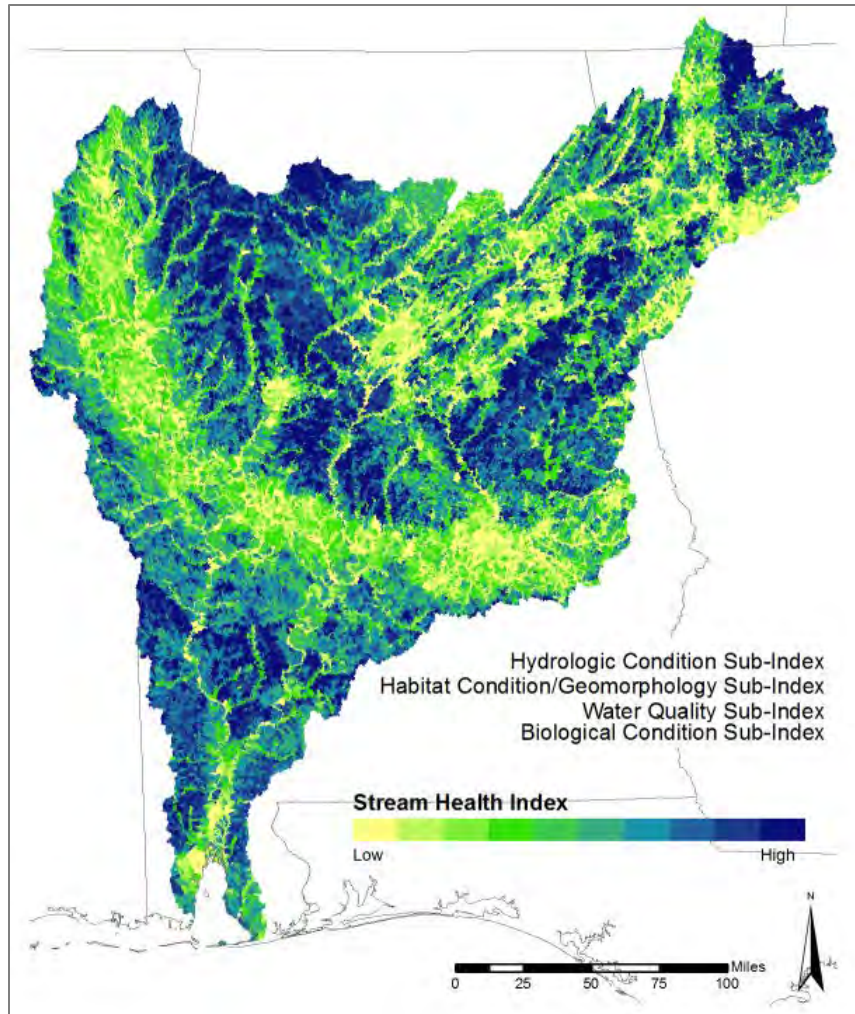 Hydrologic Condition Sub-Index
Habitat Condition/Geomorphology Sub-Index
Water Quality Sub-Index
Biological Condition Sub-Index
Stream Health Index
Low High
N
Miles
0 25 50 75 100